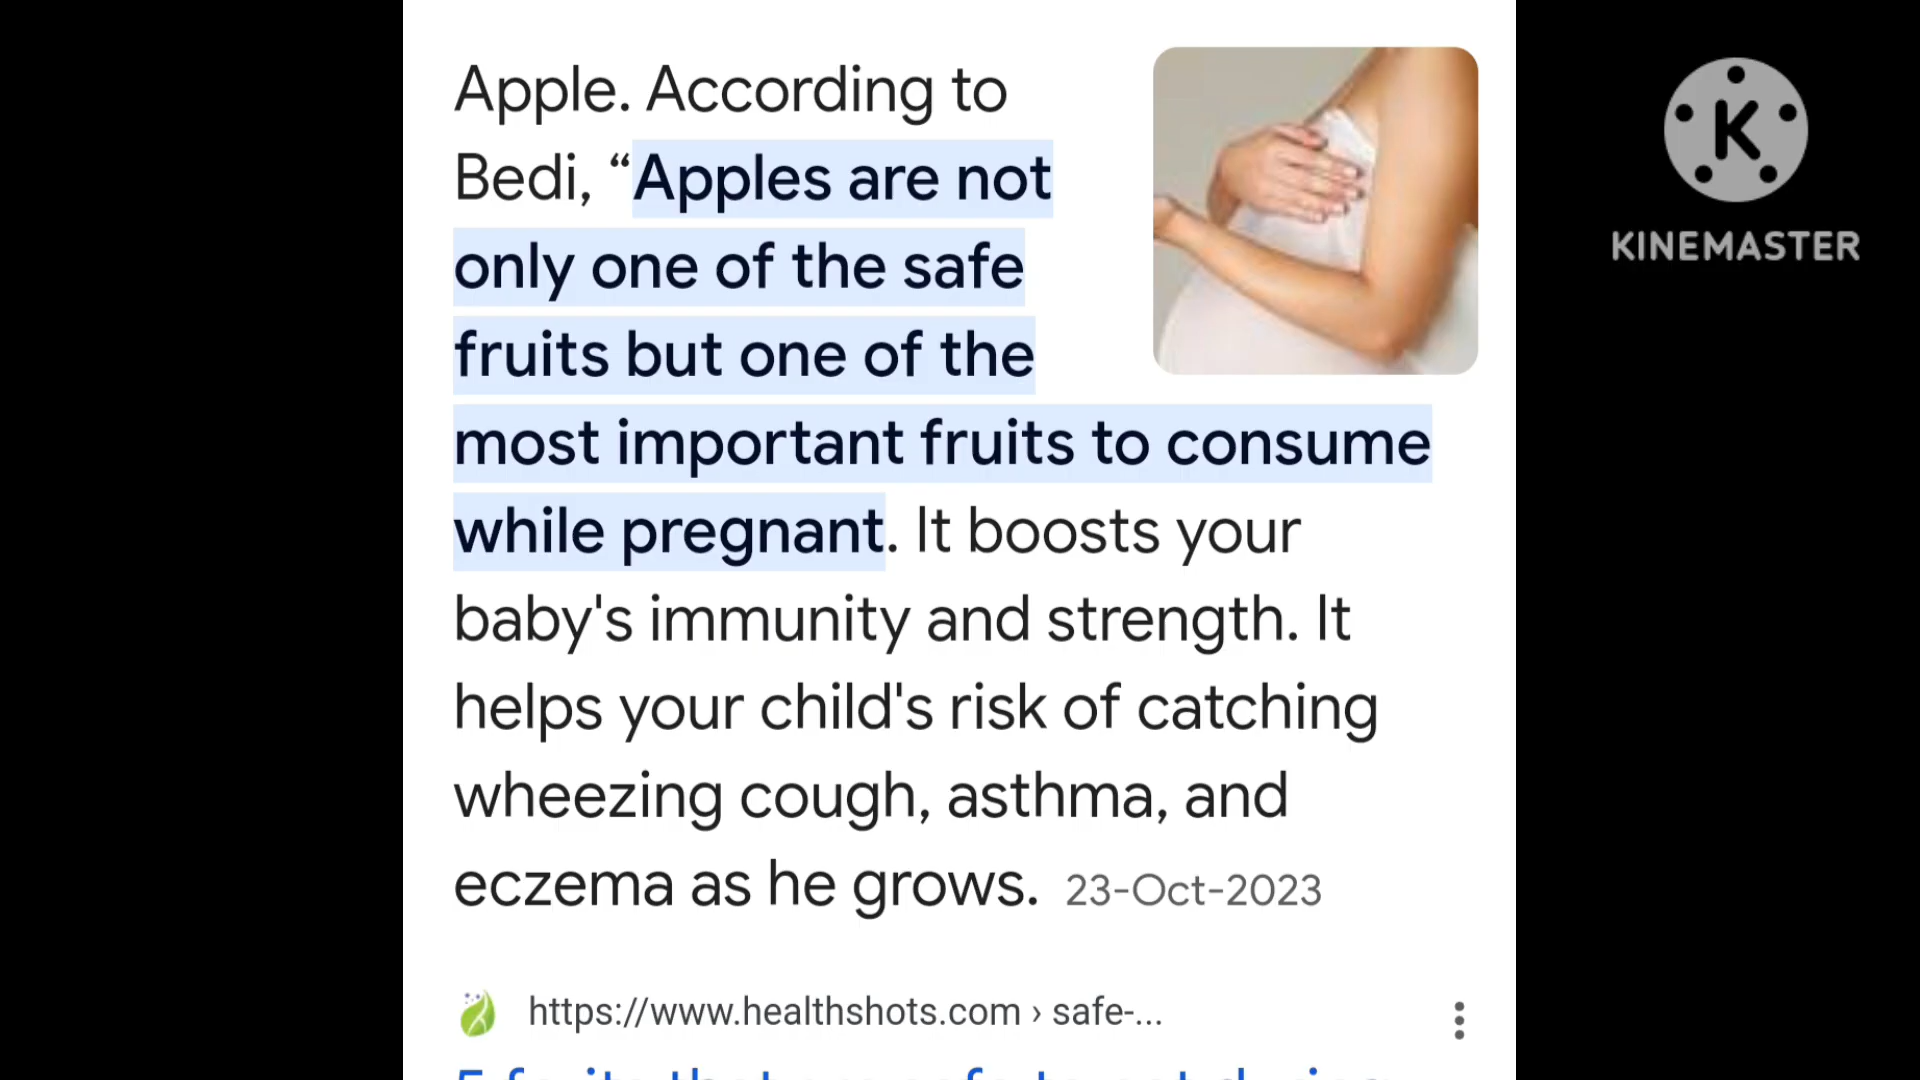 Apple. According to
Bedi, “Apples are not
only one of the safe
fruits but one of the
most important fruits to consume
while pregnant. It boosts your
baby's immunity and strength. It
helps your child's risk of catching
wheezing cough, asthma, and
eczema as he grows. 23-Oct-2023
https://www.healthshots.com › safe-...
K
KINEMASTER